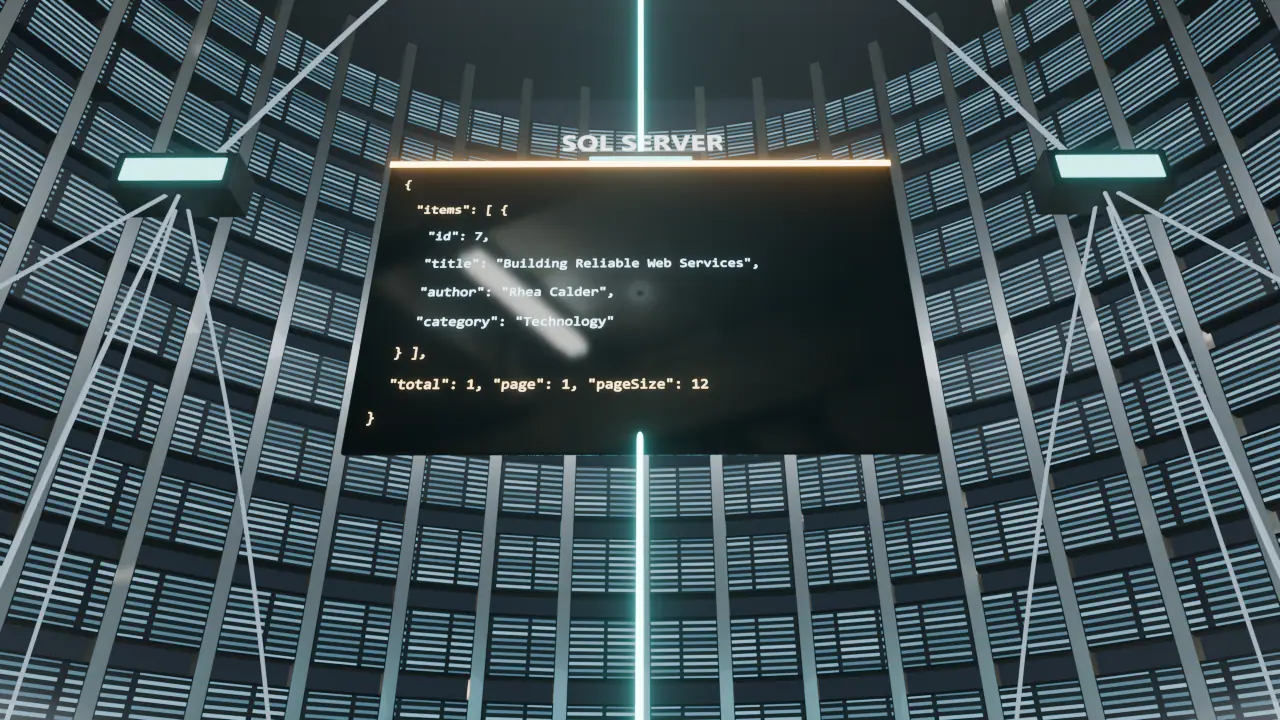 SQL SERVER
{
"items": [ {
"id": 7,
"title": "Building Reliable Web Services",
"author": "Rhea Calder",
"category": "Technology"
} ],
"total": 1, "page": 1, "pageSize": 12
}